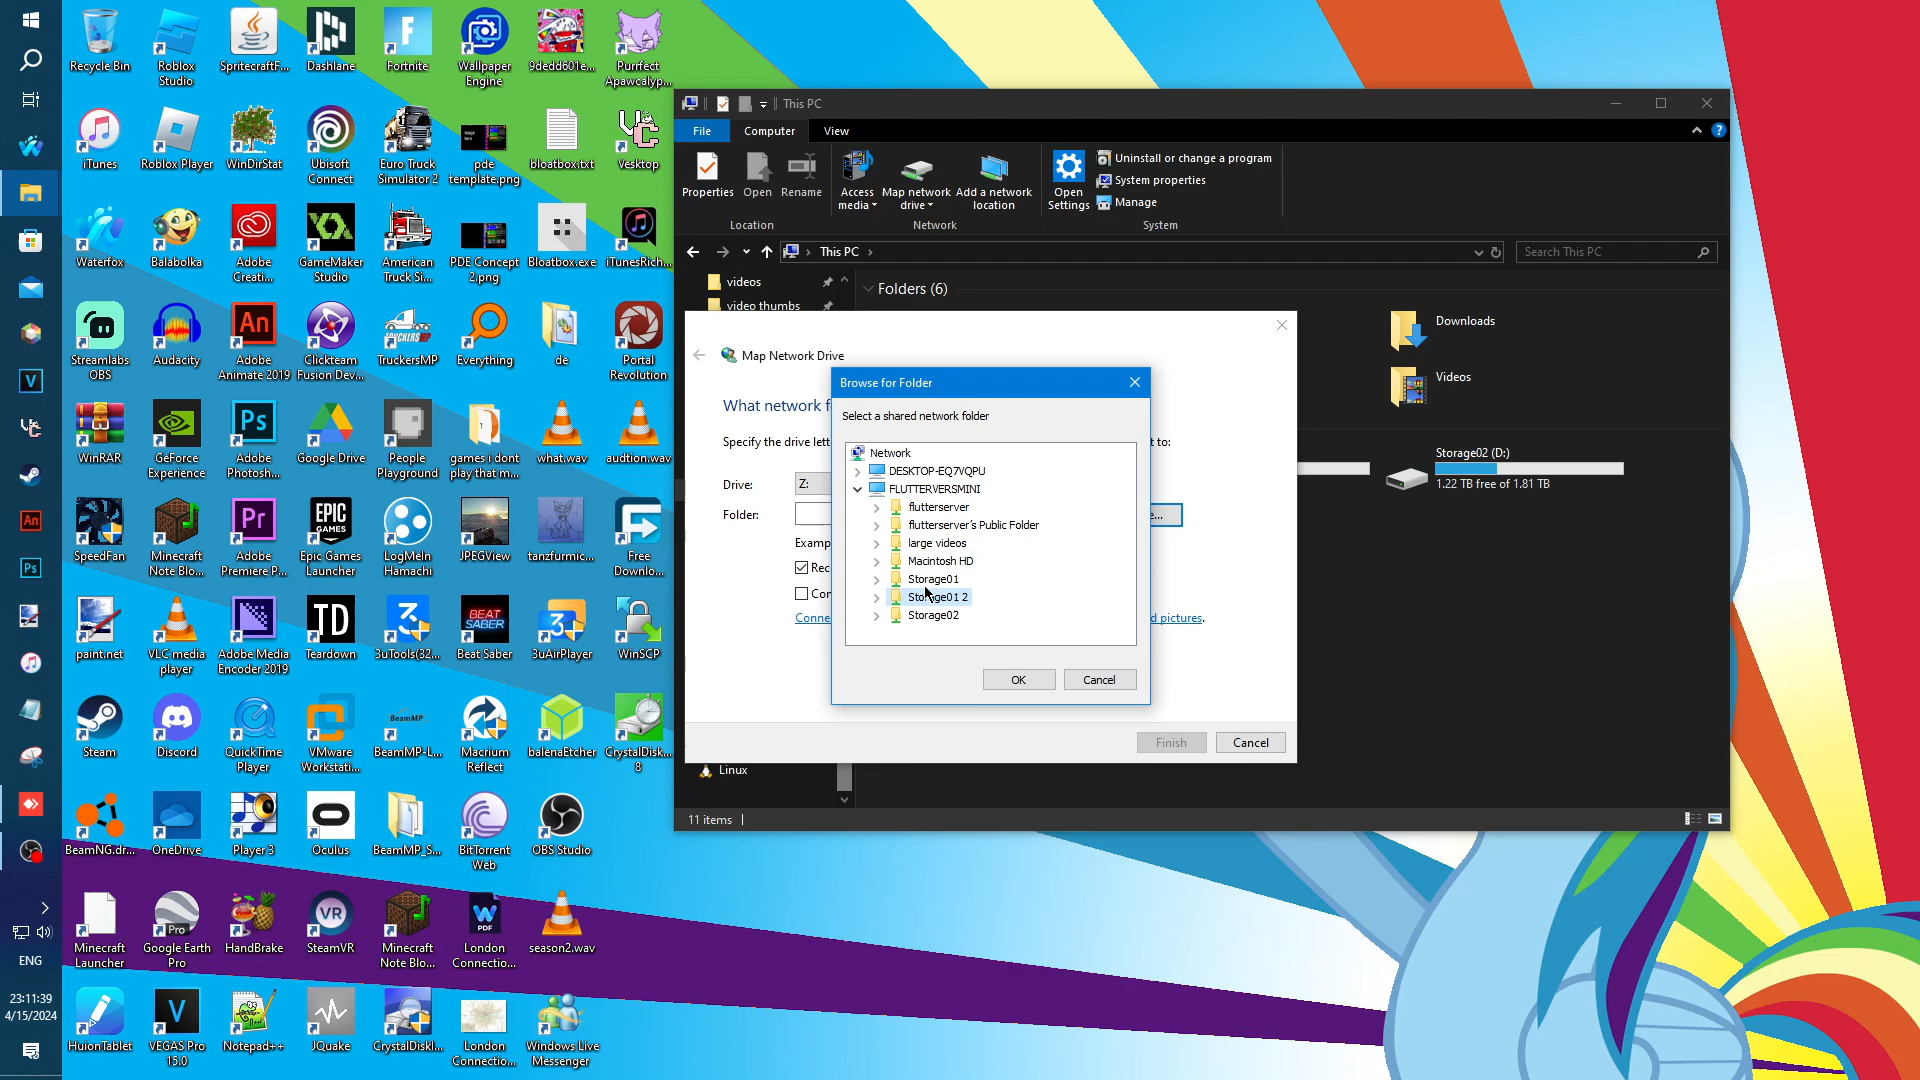 Recycle Bin
Roblox
Studio
SpritecraftF...
Dashlane
Fortnite
Wallpaper
Engine
9dedd601e...
Purrfect
Apawcalyp...
iTunes
Roblox Player
WinDirStat
Ubisoft
Connect
Euro Truck
Simulator 2
pde
template.png
bloatbox.txt
Vesktop
Waterfox
Balabolka
Adobe
Creati...
GameMaker
Studio
American
Truck Si...
PDE Concept
2.png
Bloatbox.exe
iTunesRich...
Streamlabs
OBS
Audacity
Adobe
Animate 2019
Clickteam
Fusion Dev...
TruckersMP
Everything
de
Portal
Revolution
WinRAR
GeForce
Experience
Adobe
Photosh...
Google Drive
People
Playground
games i dont
play that m...
what.wav
audtion.wav
SpeedFan
Minecraft
Note Blo...
Adobe
Premiere P...
Epic Games
Launcher
LogMeIn
Hamachi
JPEGView
tanzfurmic...
Free
Downlo...
paint.net
VLC media
player
Adobe Media
Encoder 2019
Teardown
3uTools(32...
Beat Saber
3uAirPlayer
WinSCP
Steam
Discord
QuickTime
Player
VMware
Workstati...
BeamMP-L...
Macrium
Reflect
balenaEtcher
CrystalDisk...
8
BeamNG.dr...
OneDrive
Player 3
Oculus
BeamMP_S...
BitTorrent
Web
OBS Studio
Minecraft
Launcher
Google Earth
Pro
HandBrake
SteamVR
Minecraft
Note Blo...
London
Connectio...
season2.wav
HuionTablet
VEGAS Pro
15.0
Notepad++
JQuake
CrystalDiskI...
London
Connectio...
Windows Live
Messenger
ENG
23:11:39
4/15/2024
This PC
File
Computer
View
Properties
Open
Rename
Access
media
Map network
drive
Add a network
location
Open
Settings
Uninstall or change a program
System properties
Manage
Location
Network
System
This PC
Search This PC
videos
video thumbs
Folders (6)
Downloads
Videos
Storage02 (D:)
1.22 TB free of 1.81 TB
Linux
11 items
Map Network Drive
What network f
Specify the drive lett
t to:
Drive:
Z:
Folder:
e...
Examp
Rec
Con
Conne
d pictures.
Finish
Cancel
Browse for Folder
Select a shared network folder
Network
DESKTOP-EQ7VQPU
FLUTTERVERSMINI
flutterserver
flutterserver's Public Folder
large videos
Macintosh HD
Storage01
Storage01 2
Storage02
OK
Cancel